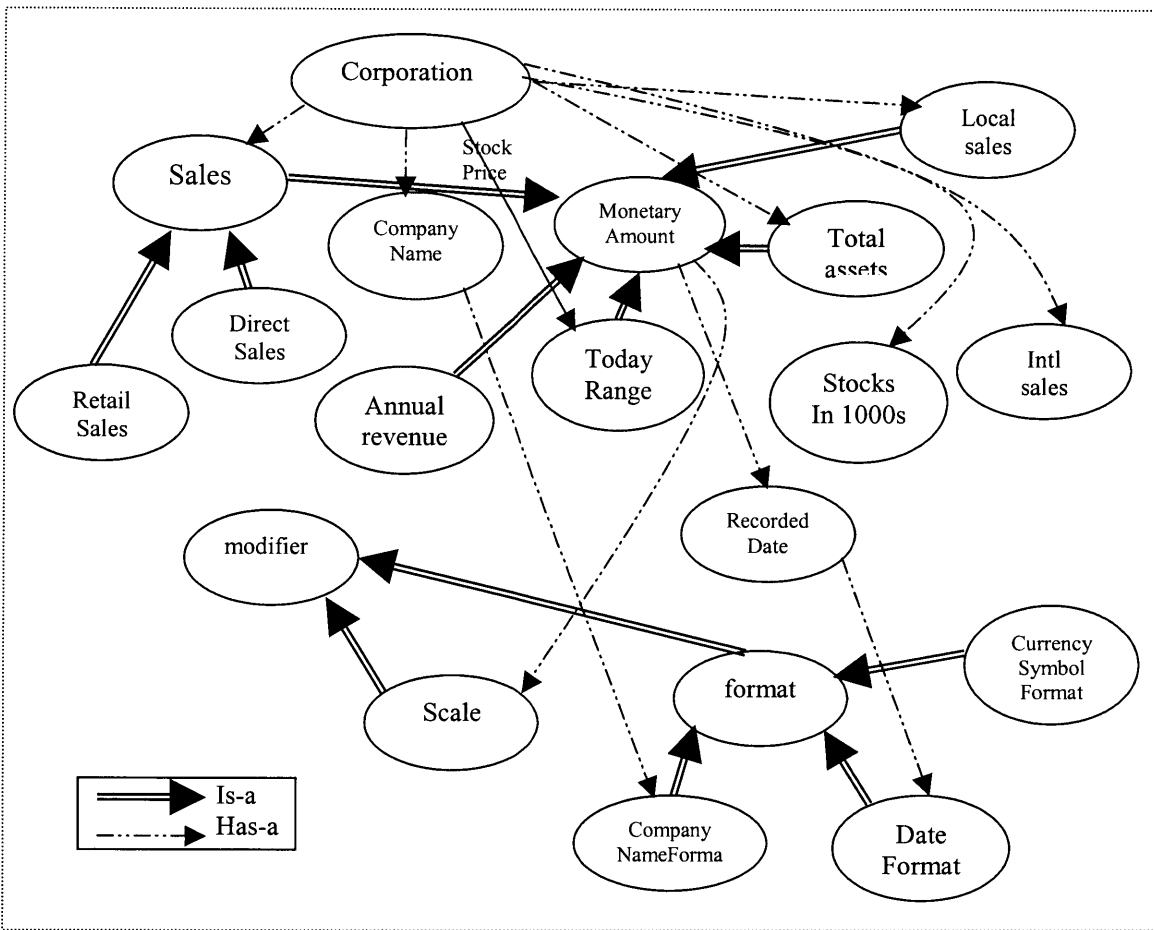 Corporation
Local
sales
Stock
Price
Sales
Company
Name
Monetary
Amount
Total
assets
Direct
Sales
Retail
Sales
Annual
revenue
Today
Range
Stocks
In 1000s
Intl
sales
modifier
Recorded
Date
Scale
format
Currency
Symbol
Format
Is-a
Has-a
Company
NameForma
Date
Format